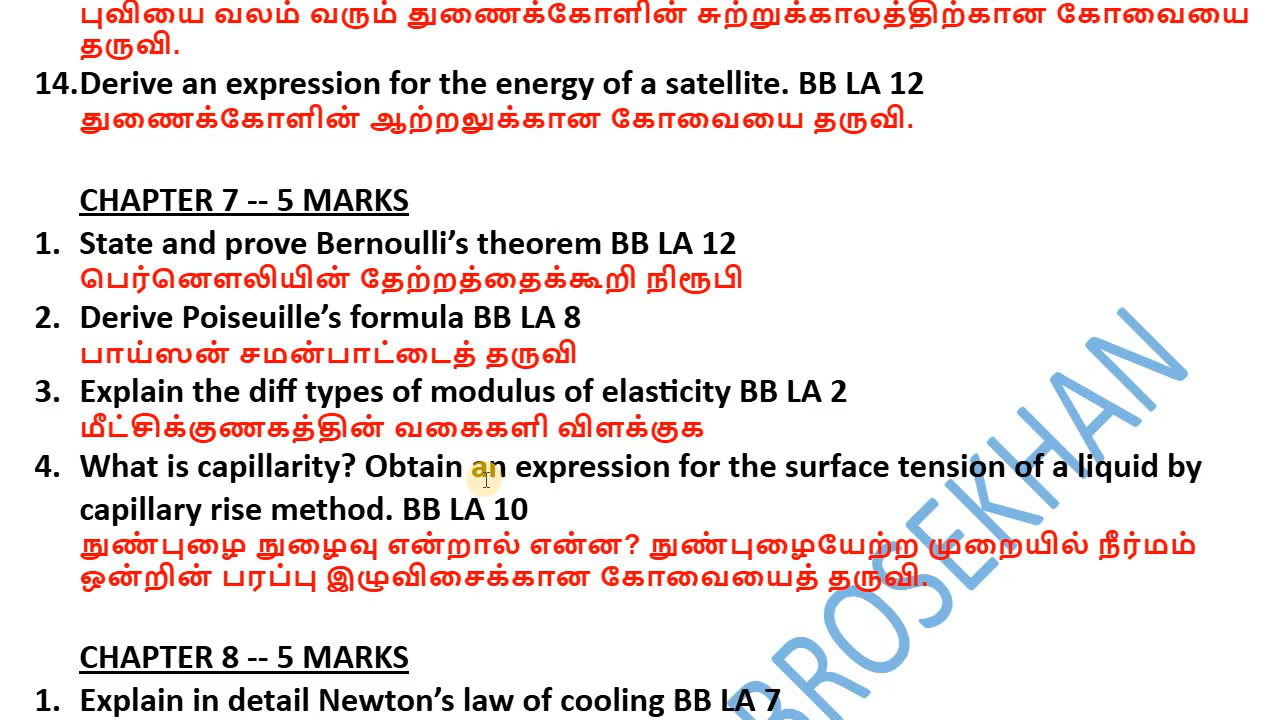 புவியை வலம் வரும் துணைக்கோளின் சுற்றுக்காலத்திற்கான கோவையை
தருவி.
14.Derive an expression for the energy of a satellite. BB LA 12
துணைக்கோளின் ஆற்றலுக்கான கோவையை தருவி.
CHAPTER 7 -- 5 MARKS
1. State and prove Bernoulli’s theorem BB LA 12
பெர்னௌலியின் தேற்றத்தைக்கூறி நிரூபி
2. Derive Poiseuille’s formula BB LA 8
பாய்ஸன் சமன்பாட்டைத் தருவி
3. Explain the diff types of modulus of elasticity BB LA 2
மீட்சிக்குணகத்தின் வகைகளி விளக்குக
4. What is capillarity? Obtain an expression for the surface tension of a liquid by
capillary rise method. BB LA 10
நுண்புழை நுழைவு என்றால் என்ன? நுண்புழையேற்ற முறையில் நீர்மம்
ஒன்றின் பரப்பு இழுவிசைக்கான கோவையைத் தருவி.
BROSEKHAN
CHAPTER 8 -- 5 MARKS
1. Explain in detail Newton’s law of cooling BB LA 7